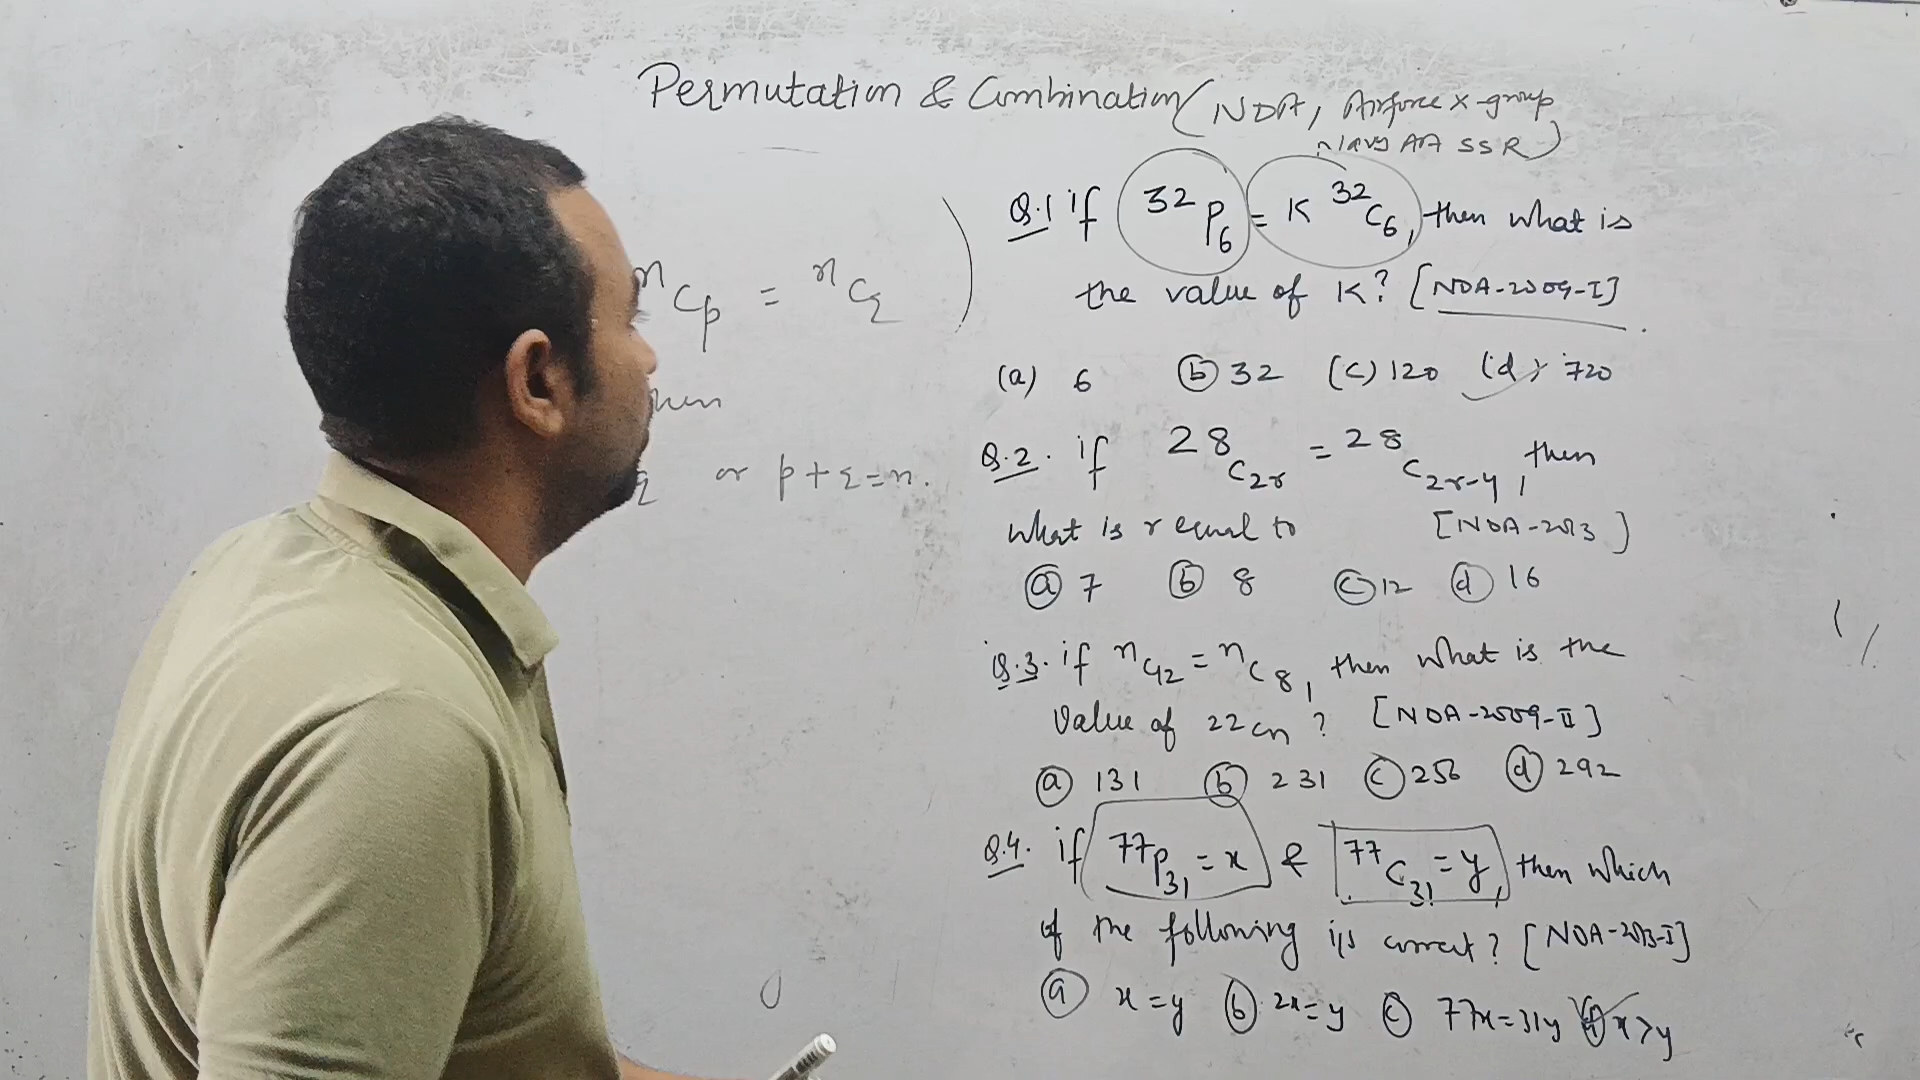 Permutation & Combination (NDA, Airforce X-group
Navy AA SSR)
nCp = nCq
or p+q=n.
Q.1 if 32P6 = K 32C6, then what is
the value of K? [NDA-2009-I]
(a) 6 (b) 32 (c) 120 (d) 720
Q.2. if 28C2r = 28C2r-4, then
what is r equal to [NDA-2013]
(a) 7 (b) 8 (c) 12 (d) 16
Q.3. if nC12 = nC8, then what is the
value of 22Cn? [NDA-2009-II]
(a) 131 (b) 231 (c) 256 (d) 292
Q.4. if 77P31 = x & 77C31 = y, then which
of the following is correct? [NDA-2013-I]
(a) x=y (b) 2x=y (c) 77x=31y (d) x>y